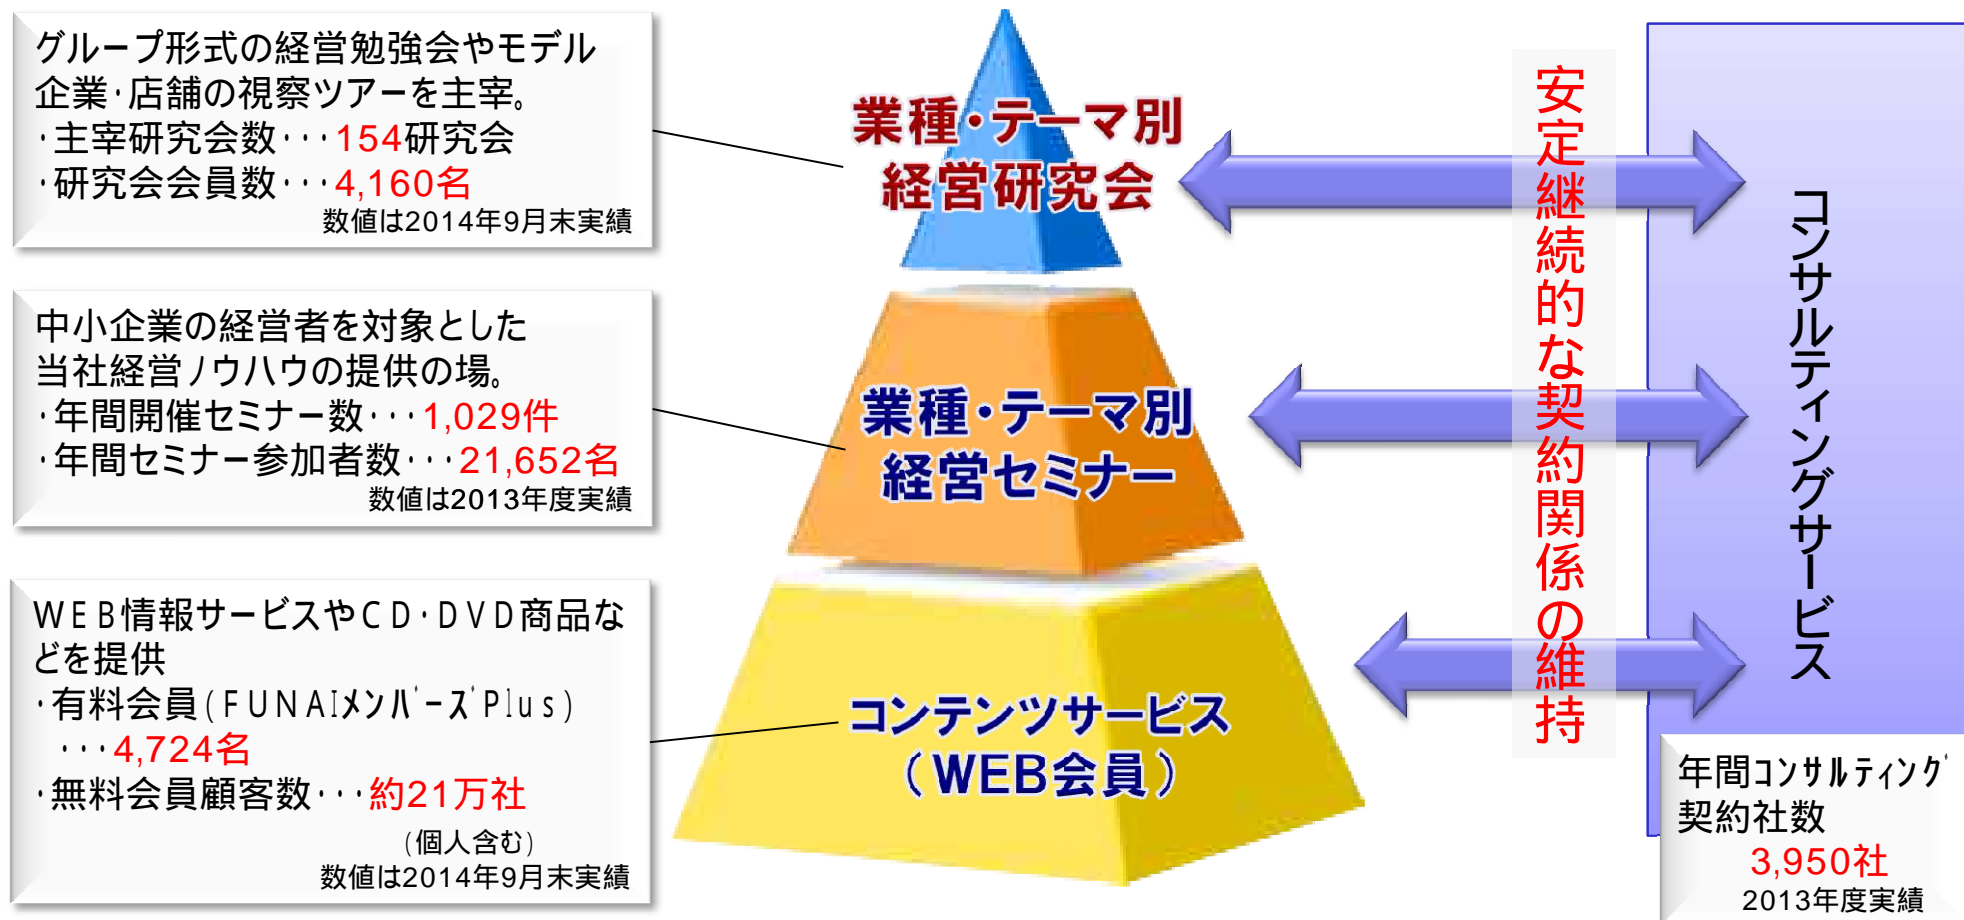 グループ形式の経営勉強会やモデル
企業･店舗の視察ツアーを主宰。
･主宰研究会数･･･154研究会
･研究会会員数･･･4,160名
数値は2014年9月末実績
中小企業の経営者を対象とした
当社経営ノウハウの提供の場。
･年間開催セミナー数･･･1,029件
･年間セミナー参加者数･･･21,652名
数値は2013年度実績
WEB情報サービスやCD･DVD商品な
どを提供
･有料会員(FUNAIﾒﾝﾊﾞｰｽﾞPlus)
･･･4,724名
･無料会員顧客数･･･約21万社
(個人含む)
数値は2014年9月末実績
業種・テーマ別
経営研究会
業種・テーマ別
経営セミナー
コンテンツサービス
（WEB会員）
安定継続的な契約関係の維持
コンサルティングサービス
年間ｺﾝｻﾙﾃｨﾝｸﾞ
契約社数
3,950社
2013年度実績